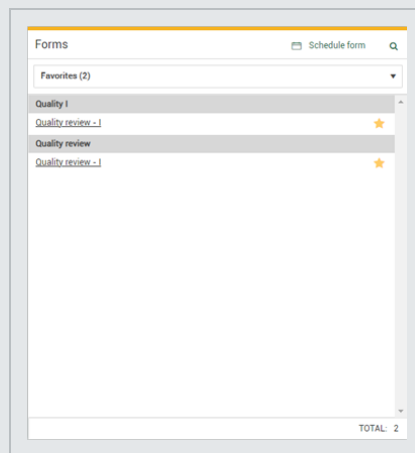 Forms
Schedule form
Favorites (2)
Quality I
Quality review - I
Quality review
Quality review - I
TOTAL: 2